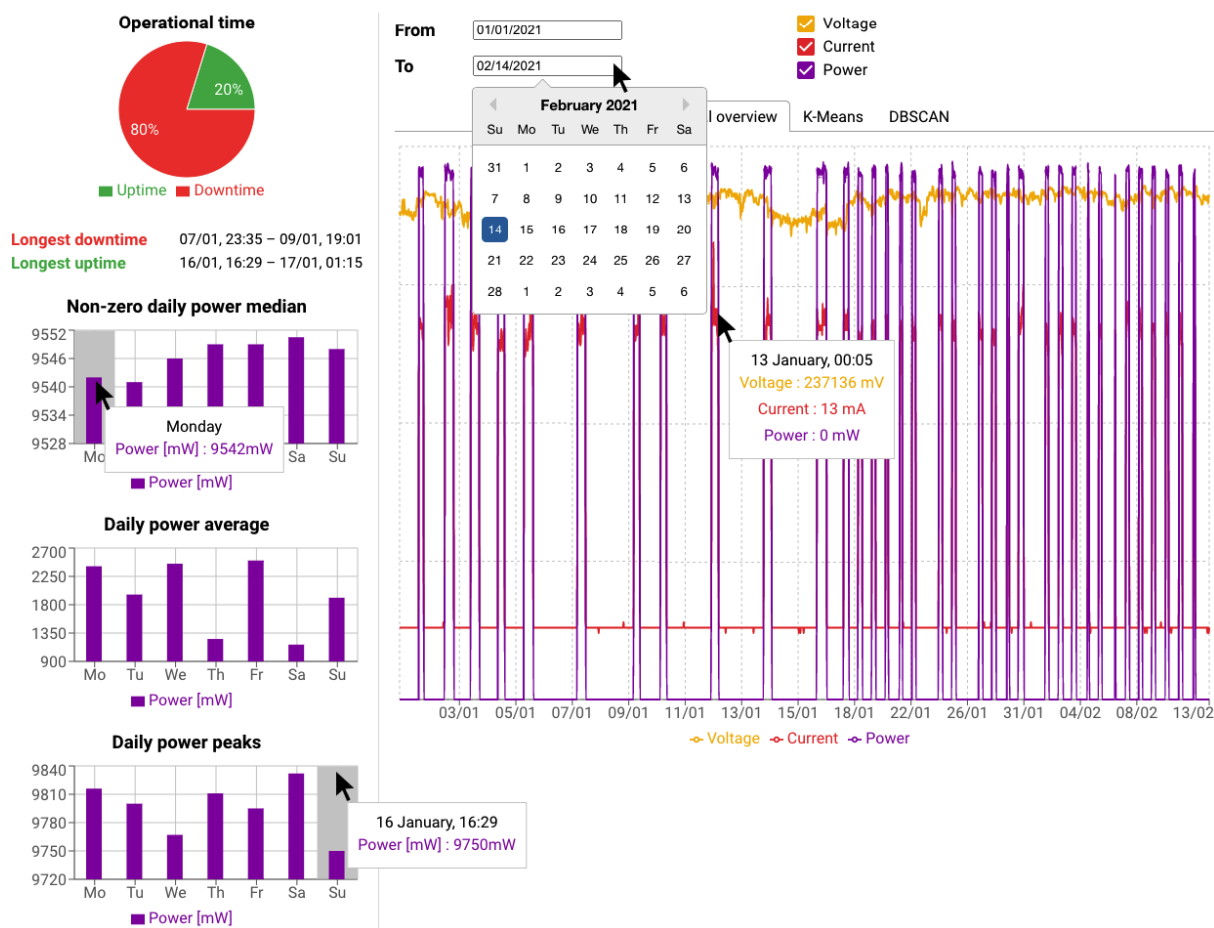 Operational time
20%
80%
Uptime Downtime
Longest downtime 07/01, 23:35 – 09/01, 19:01
Longest uptime 16/01, 16:29 – 17/01, 01:15
Non-zero daily power median
9552
9546
9540
9534
9528
Mo Sa Su
Monday
Power [mW] : 9542mW
Power [mW]
Daily power average
2700
2250
1800
1350
900
Mo Tu We Th Fr Sa Su
Power [mW]
Daily power peaks
9840
9810
9780
9750
9720
Mo Tu We Th Fr Sa Su
16 January, 16:29
Power [mW] : 9750mW
Power [mW]
From 01/01/2021
To 02/14/2021
Voltage
Current
Power
February 2021
Su Mo Tu We Th Fr Sa
31 1 2 3 4 5 6
7 8 9 10 11 12 13
14 15 16 17 18 19 20
21 22 23 24 25 26 27
28 1 2 3 4 5 6
overview K-Means DBSCAN
13 January, 00:05
Voltage : 237136 mV
Current : 13 mA
Power : 0 mW
03/01 05/01 07/01 09/01 11/01 13/01 15/01 18/01 22/01 26/01 31/01 04/02 08/02 13/02
Voltage Current Power